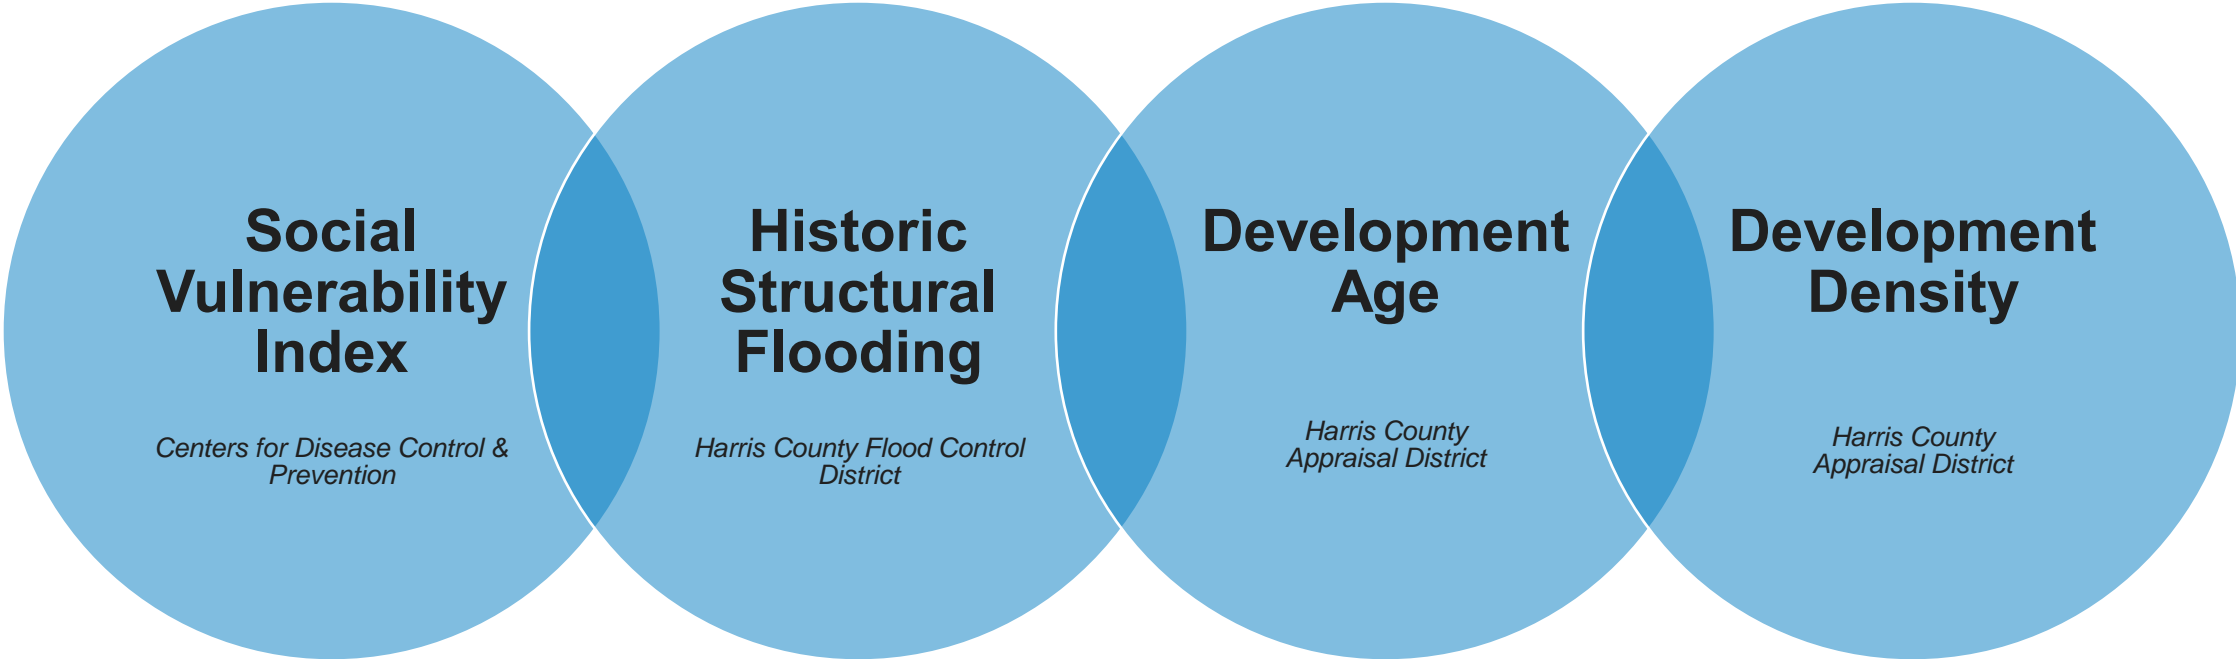 Social
Vulnerability
Index
Centers for Disease Control &
Prevention
Historic
Structural
Flooding
Harris County Flood Control
District
Development
Age
Harris County
Appraisal District
Development
Density
Harris County
Appraisal District